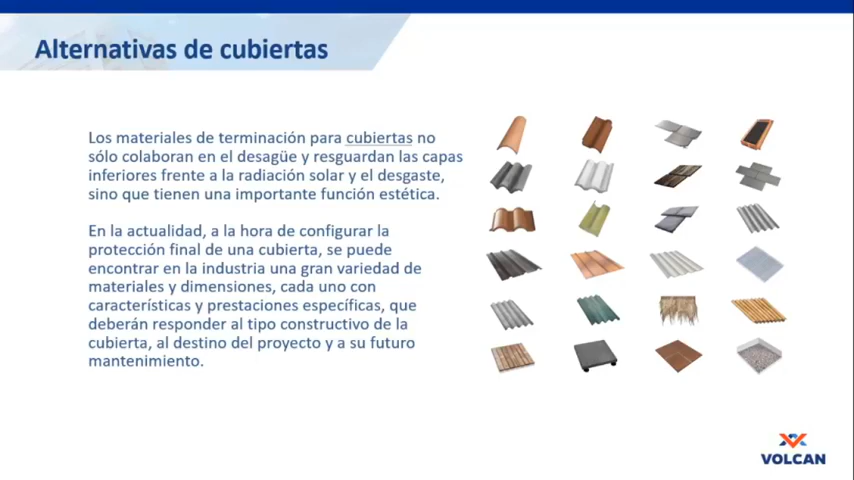 Alternativas de cubiertas
Los materiales de terminación para cubiertas no
sólo colaboran en el desagüe y resguardan las capas
inferiores frente a la radiación solar y el desgaste,
sino que tienen una importante función estética.
En la actualidad, a la hora de configurar la
protección final de una cubierta, se puede
encontrar en la industria una gran variedad de
materiales y dimensiones, cada uno con
características y prestaciones específicas, que
deberán responder al tipo constructivo de la
cubierta, al destino del proyecto y a su futuro
mantenimiento.
VOLCAN